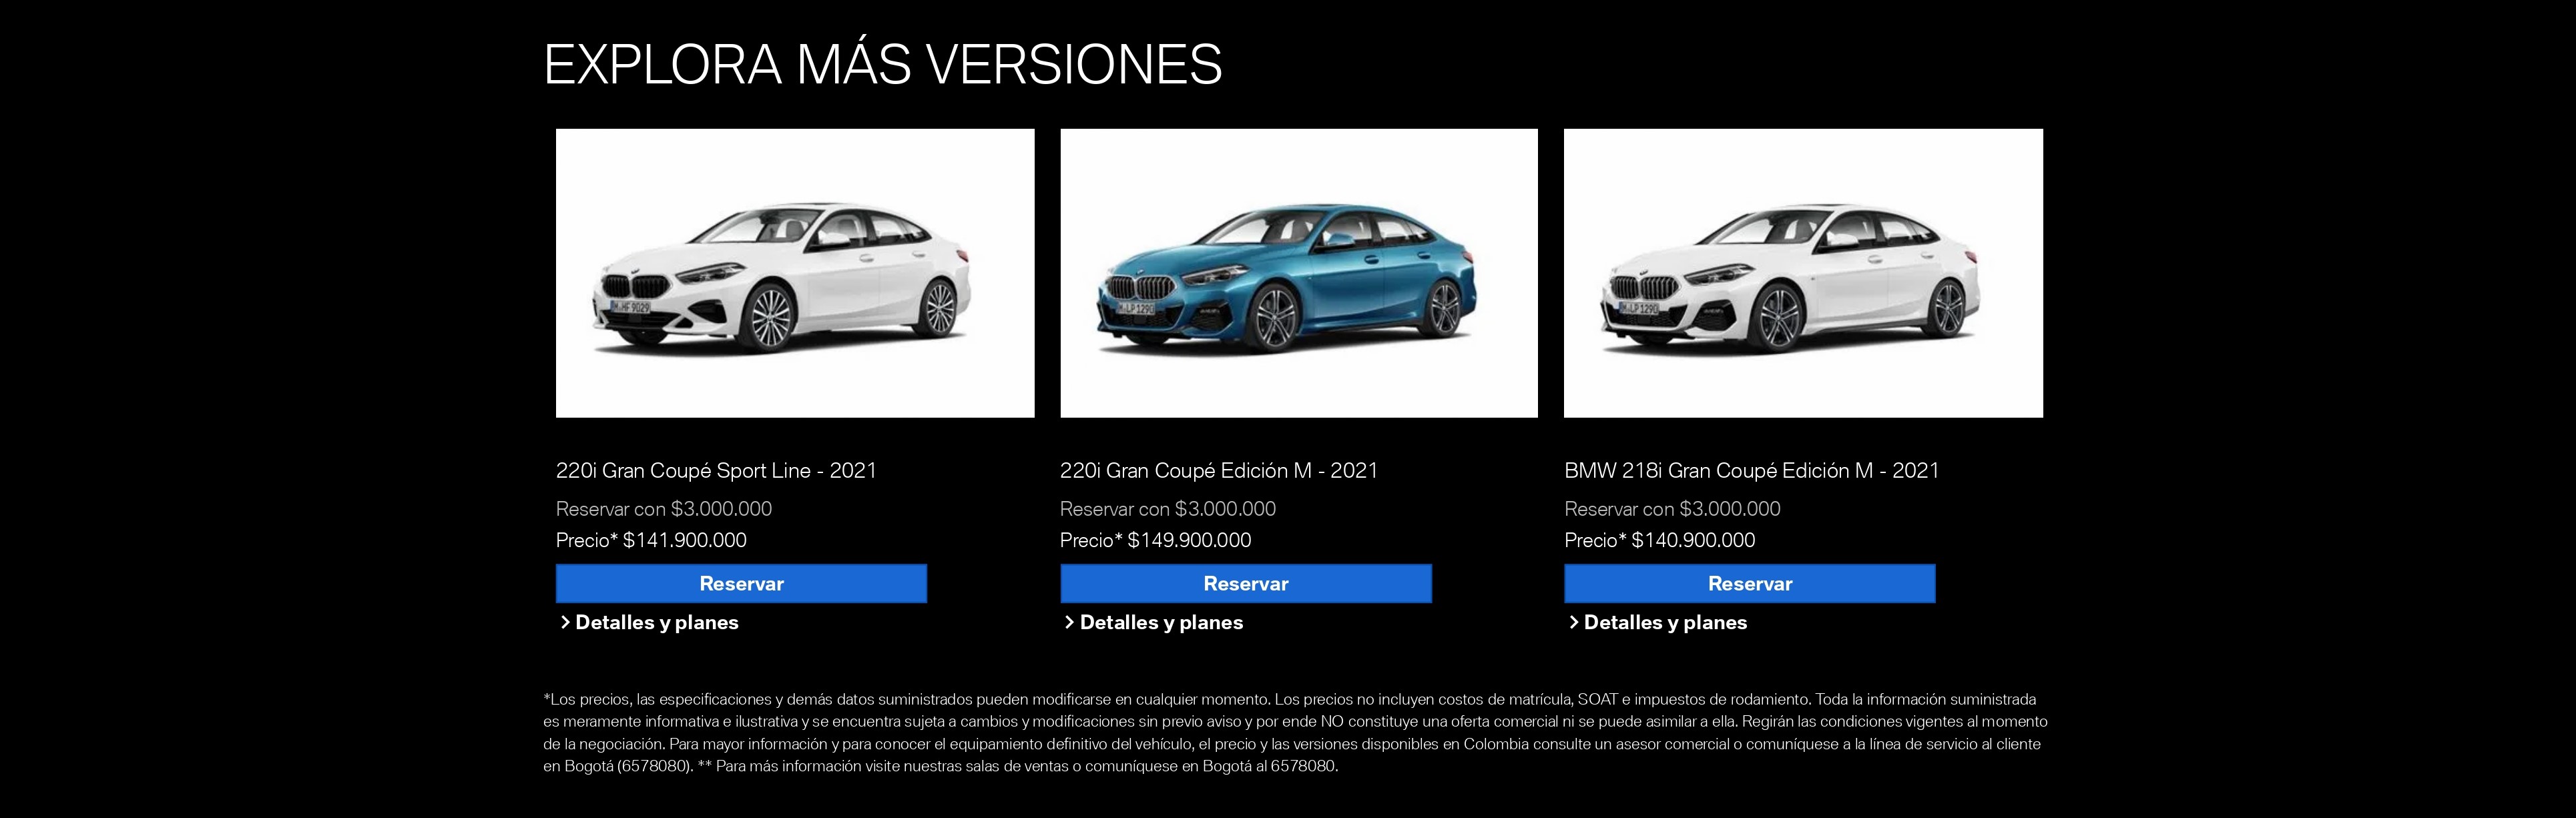 EXPLORA MÁS VERSIONES
M·HF 9029
M·LP 1290
M·LP 1290
220i Gran Coupé Sport Line - 2021
Reservar con $3.000.000
Precio* $141.900.000
Reservar
> Detalles y planes
220i Gran Coupé Edición M - 2021
Reservar con $3.000.000
Precio* $149.900.000
Reservar
> Detalles y planes
BMW 218i Gran Coupé Edición M - 2021
Reservar con $3.000.000
Precio* $140.900.000
Reservar
> Detalles y planes
*Los precios, las especificaciones y demás datos suministrados pueden modificarse en cualquier momento. Los precios no incluyen costos de matrícula, SOAT e impuestos de rodamiento. Toda la información suministrada
es meramente informativa e ilustrativa y se encuentra sujeta a cambios y modificaciones sin previo aviso y por ende NO constituye una oferta comercial ni se puede asimilar a ella. Regirán las condiciones vigentes al momento
de la negociación. Para mayor información y para conocer el equipamiento definitivo del vehículo, el precio y las versiones disponibles en Colombia consulte un asesor comercial o comuníquese a la línea de servicio al cliente
en Bogotá (6578080). ** Para más información visite nuestras salas de ventas o comuníquese en Bogotá al 6578080.